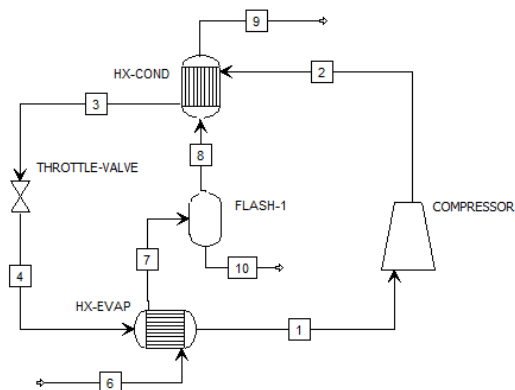 9
HX-COND
2
3
8
THROTTLE-VALVE
FLASH-1
COMPRESSOR
7
10
4
HX-EVAP
1
6